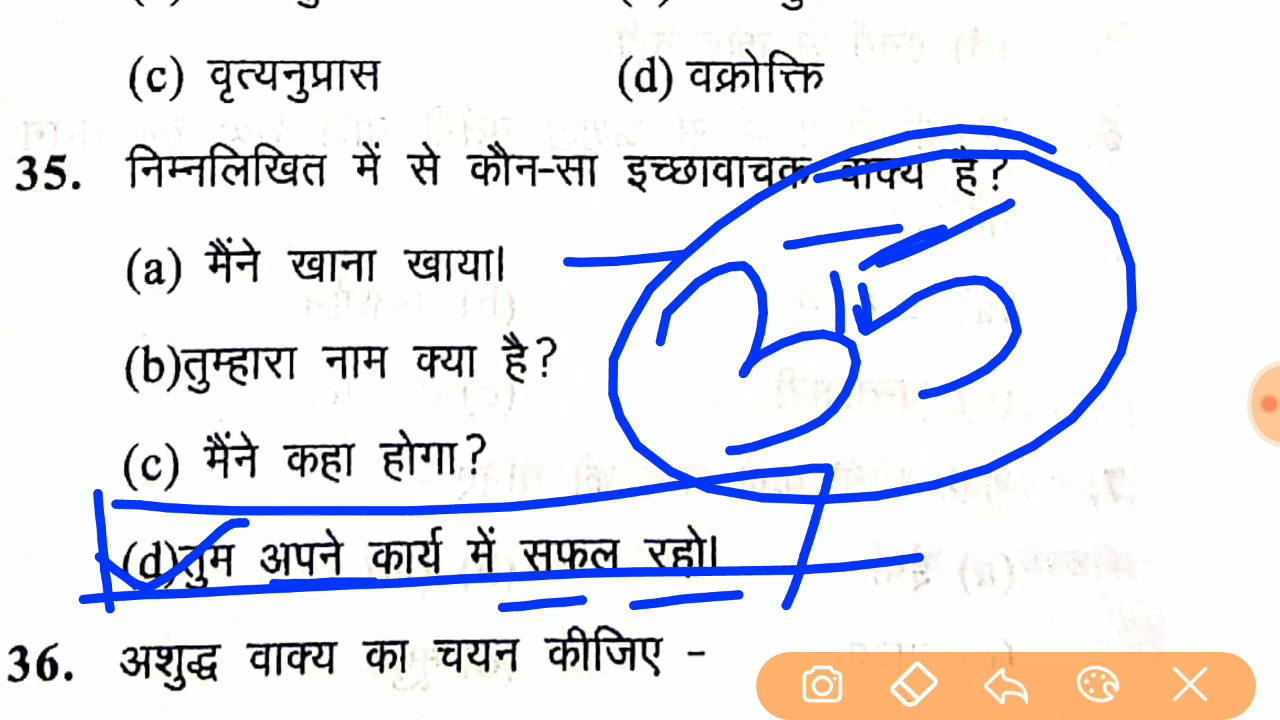 (c) वृत्यनुप्रास (d) वक्रोक्ति
35. निम्नलिखित में से कौन-सा इच्छावाचक वाक्य है?
(a) मैंने खाना खाया।
(b)तुम्हारा नाम क्या है?
35
(c) मैंने कहा होगा?
(d)तुम अपने कार्य में सफल रहो।
36. अशुद्ध वाक्य का चयन कीजिए -